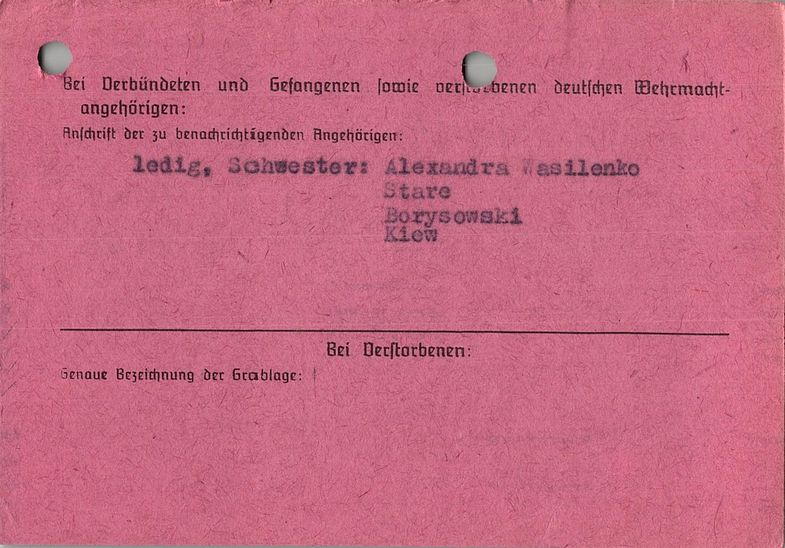 Bei Verbündeten und Gefangenen sowie verstorbenen deutschen Wehrmacht-
angehörigen:
Anschrift der zu benachrichtigenden Angehörigen:
ledig, Schwester: Alexandra Wasilenko
Stare
Borysowski
Kiew
Bei Verstorbenen:
Genaue Bezeichnung der Grablage: